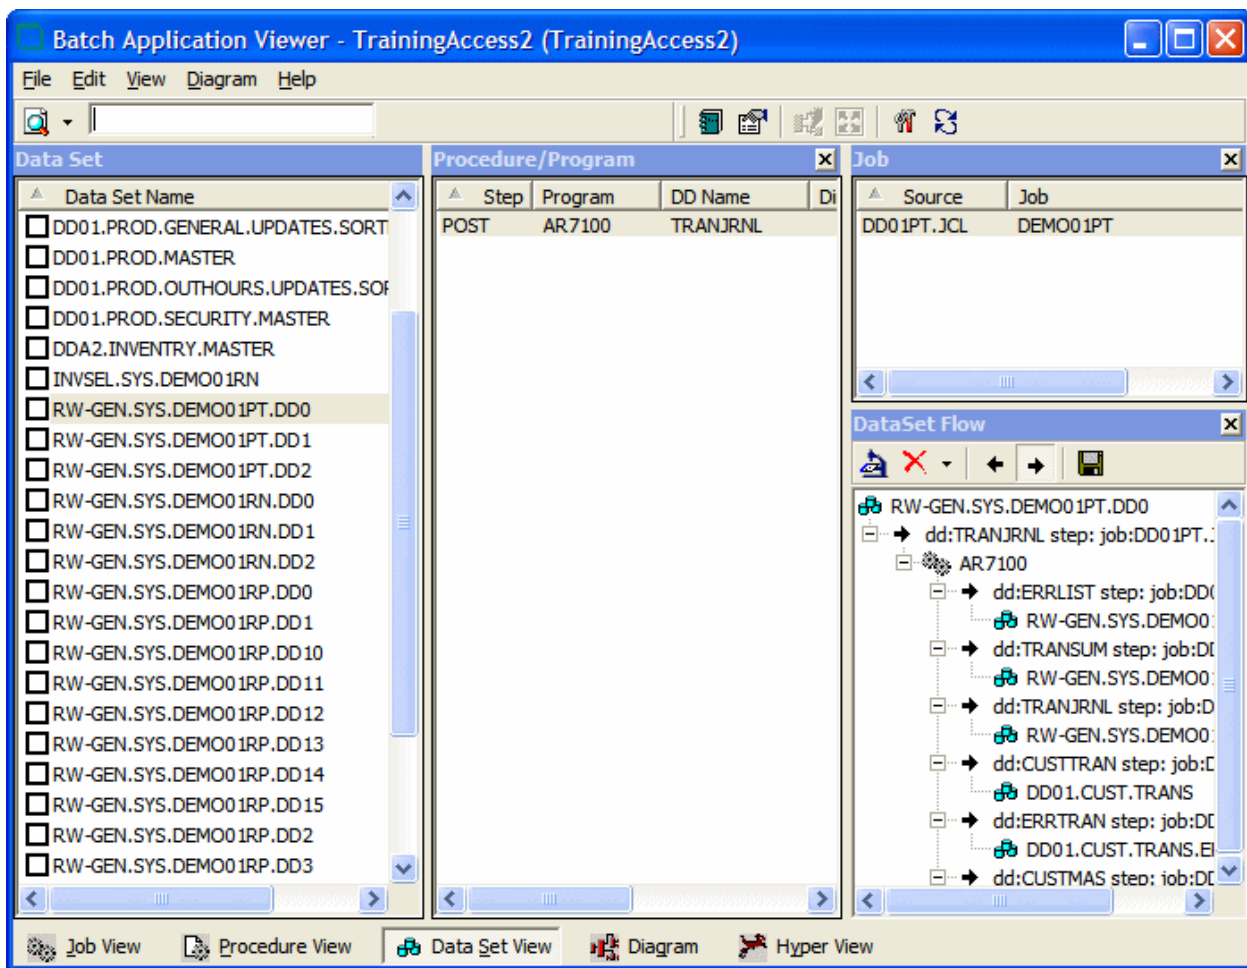 Batch Application Viewer - TrainingAccess2 (TrainingAccess2)
File Edit View Diagram Help
Data Set
Data Set Name
DD01.PROD.GENERAL.UPDATES.SORT
DD01.PROD.MASTER
DD01.PROD.OUTHOURS.UPDATES.SOR
DD01.PROD.SECURITY.MASTER
DDA2.INVENTRY.MASTER
INVSEL.SYS.DEMO01RN
RW-GEN.SYS.DEMO01PT.DD0
RW-GEN.SYS.DEMO01PT.DD1
RW-GEN.SYS.DEMO01PT.DD2
RW-GEN.SYS.DEMO01RN.DD0
RW-GEN.SYS.DEMO01RN.DD1
RW-GEN.SYS.DEMO01RN.DD2
RW-GEN.SYS.DEMO01RP.DD0
RW-GEN.SYS.DEMO01RP.DD1
RW-GEN.SYS.DEMO01RP.DD10
RW-GEN.SYS.DEMO01RP.DD11
RW-GEN.SYS.DEMO01RP.DD12
RW-GEN.SYS.DEMO01RP.DD13
RW-GEN.SYS.DEMO01RP.DD14
RW-GEN.SYS.DEMO01RP.DD15
RW-GEN.SYS.DEMO01RP.DD2
RW-GEN.SYS.DEMO01RP.DD3
Procedure/Program
Step Program DD Name Di
POST AR7100 TRANJRNL
Job
Source Job
DD01PT.JCL DEMO01PT
DataSet Flow
RW-GEN.SYS.DEMO01PT.DD0
dd:TRANJRNL step: job:DD01PT.
AR7100
dd:ERRLIST step: job:DD0
RW-GEN.SYS.DEMO0
dd:TRANSUM step: job:DD
RW-GEN.SYS.DEMO0
dd:TRANJRNL step: job:D
RW-GEN.SYS.DEMO0
dd:CUSTTRAN step: job:D
DD01.CUST.TRANS
dd:ERRTRAN step: job:DD
DD01.CUST.TRANS.E
dd:CUSTMAS step: job:DD
Job View Procedure View Data Set View Diagram Hyper View